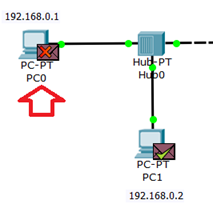 192.168.0.1
PC-PT
PC0
Hub-PT
Hub0
PC-PT
PC1
192.168.0.2